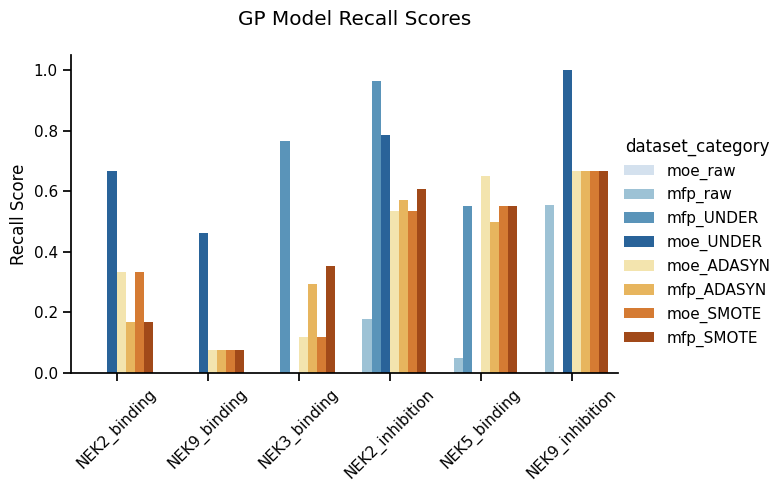 GP Model Recall Scores
Recall Score
1.0
0.8
0.6
0.4
0.2
0.0
NEK2_binding
NEK9_binding
NEK3_binding
NEK2_inhibition
NEK5_binding
NEK9_inhibition
dataset_category
moe_raw
mfp_raw
mfp_UNDER
moe_UNDER
moe_ADASYN
mfp_ADASYN
moe_SMOTE
mfp_SMOTE